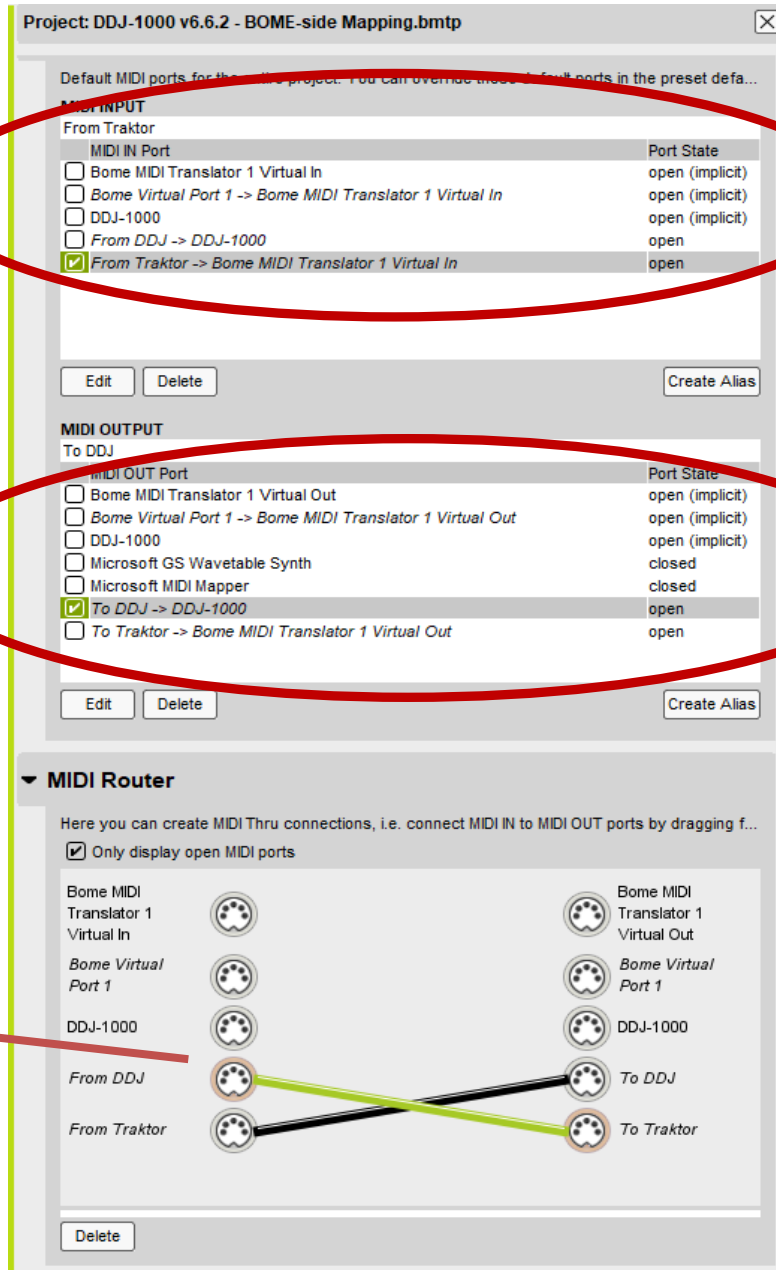 Project: DDJ-1000 v6.6.2 - BOME-side Mapping.bmtp
Default MIDI ports for the entire project. You can override these default ports in the preset defa...
MIDI INPUT
From Traktor
MIDI IN Port Port State
Bome MIDI Translator 1 Virtual In open (implicit)
Bome Virtual Port 1 -> Bome MIDI Translator 1 Virtual In open (implicit)
DDJ-1000 open (implicit)
From DDJ -> DDJ-1000 open
From Traktor -> Bome MIDI Translator 1 Virtual In open
Edit Delete Create Alias
MIDI OUTPUT
To DDJ
MIDI OUT Port Port State
Bome MIDI Translator 1 Virtual Out open (implicit)
Bome Virtual Port 1 -> Bome MIDI Translator 1 Virtual Out open (implicit)
DDJ-1000 open (implicit)
Microsoft GS Wavetable Synth closed
Microsoft MIDI Mapper closed
To DDJ -> DDJ-1000 open
To Traktor -> Bome MIDI Translator 1 Virtual Out open
Edit Delete Create Alias
MIDI Router
Here you can create MIDI Thru connections, i.e. connect MIDI IN to MIDI OUT ports by dragging f...
Only display open MIDI ports
Bome MIDI Bome MIDI
Translator 1 Translator 1
Virtual In Virtual Out
Bome Virtual Bome Virtual
Port 1 Port 1
DDJ-1000 DDJ-1000
From DDJ To DDJ
From Traktor To Traktor
Delete